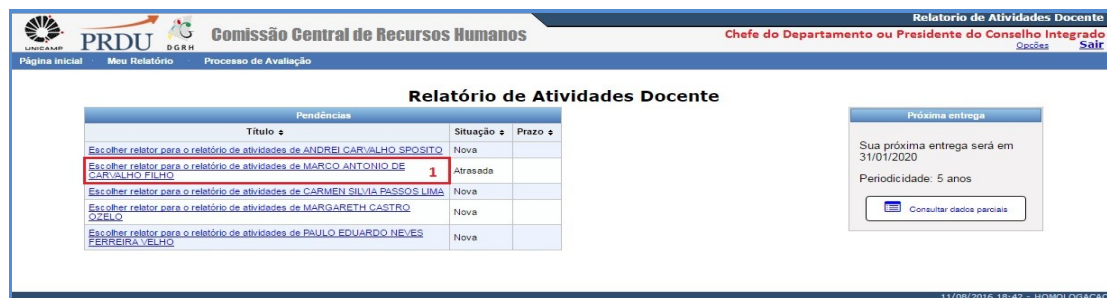 Relatorio de Atividades Docente
UNICAMP PRDU DGRH Comissão Central de Recursos Humanos
Chefe do Departamento ou Presidente do Conselho Integrado
Opções Sair
Página inicial Meu Relatório Processo de Avaliação
Relatório de Atividades Docente
Pendências
Título Situação Prazo
Escolher relator para o relatório de atividades de ANDREI CARVALHO SPOSITO Nova
Escolher relator para o relatório de atividades de MARCO ANTONIO DE
CARVALHO FILHO 1 Atrasada
Escolher relator para o relatório de atividades de CARMEN SILVIA PASSOS LIMA Nova
Escolher relator para o relatório de atividades de MARGARETH CASTRO
OZELO Nova
Escolher relator para o relatório de atividades de PAULO EDUARDO NEVES
FERREIRA VELHO Nova
Próxima entrega
Sua próxima entrega será em
31/01/2020
Periodicidade: 5 anos
Consultar dados parciais
11/08/2016 18:42 - HOMOLOGACAO